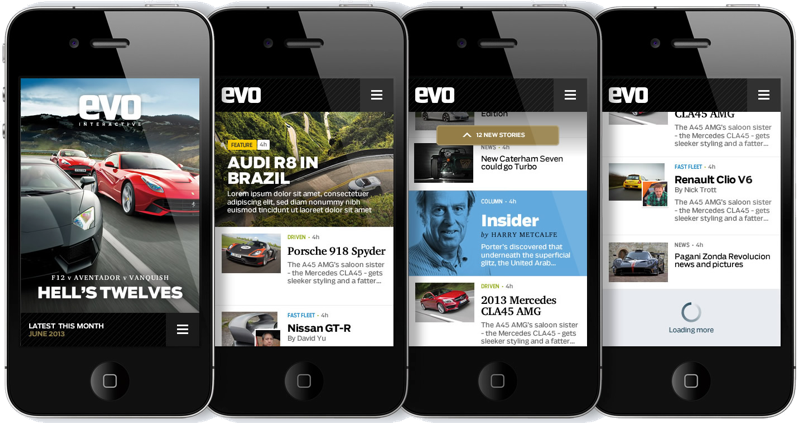 evo
INTERACTIVE
F12 v AVENTADOR v VANQUISH
HELL'S TWELVES
LATEST THIS MONTH
JUNE 2013
evo
FEATURE 4h
AUDI R8 IN
BRAZIL
Lorem ipsum dolor sit amet, consectetuer
adipiscing elit, sed diam nonummy nibh
euismod tincidunt ut laoreet dolor sit amet
DRIVEN - 4h
Porsche 918 Spyder
The A45 AMG's saloon sister
- the Mercedes CLA45 - gets
sleeker styling and a fatter...
FAST FLEET - 4h
Nissan GT-R
By David Yu
evo
Edition
12 NEW STORIES
NEWS - 4h
New Caterham Seven
could go Turbo
COLUMN - 4h
Insider
by HARRY METCALFE
Porter's discovered that
underneath the superficial
glitz, the United Arab...
DRIVEN - 4h
2013 Mercedes
CLA45 AMG
The A45 AMG's saloon sister
- the Mercedes CLA45 - gets
sleeker styling and a fatter...
evo
CLA45 AMG
The A45 AMG's saloon sister
- the Mercedes CLA45 - gets
sleeker styling and a fatter...
FAST FLEET - 4h
Renault Clio V6
By Nick Trott
The A45 AMG's saloon sister
- the Mercedes CLA45 - gets
sleeker styling and a fatter...
NEWS - 4h
Pagani Zonda Revolucion
news and pictures
Loading more